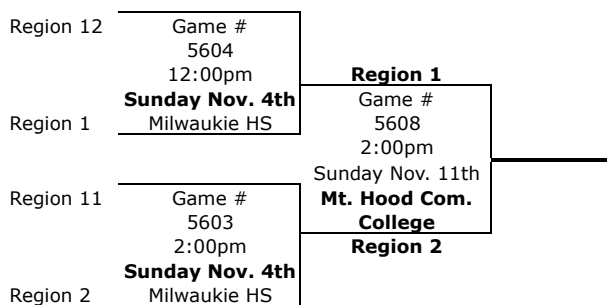 Region 12
Game #
5604
12:00pm
Sunday Nov. 4th
Region 1
Milwaukie HS
Region 1
Game #
5608
2:00pm
Sunday Nov. 11th
Mt. Hood Com.
College
Region 2
Region 11
Game #
5603
2:00pm
Sunday Nov. 4th
Region 2
Milwaukie HS